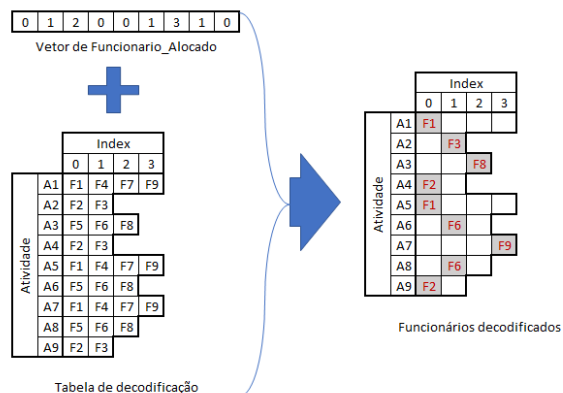 0 1 2 0 0 1 3 1 0
Vetor de Funcionario_Alocado
Index
0 1 2 3
Atividade
A1 F1 F4 F7 F9
A2 F2 F3
A3 F5 F6 F8
A4 F2 F3
A5 F1 F4 F7 F9
A6 F5 F6 F8
A7 F1 F4 F7 F9
A8 F5 F6 F8
A9 F2 F3
Tabela de decodificação
Index
0 1 2 3
Atividade
A1 F1
A2 F3
A3 F8
A4 F2
A5 F1
A6 F6
A7 F9
A8 F6
A9 F2
Funcionários decodificados